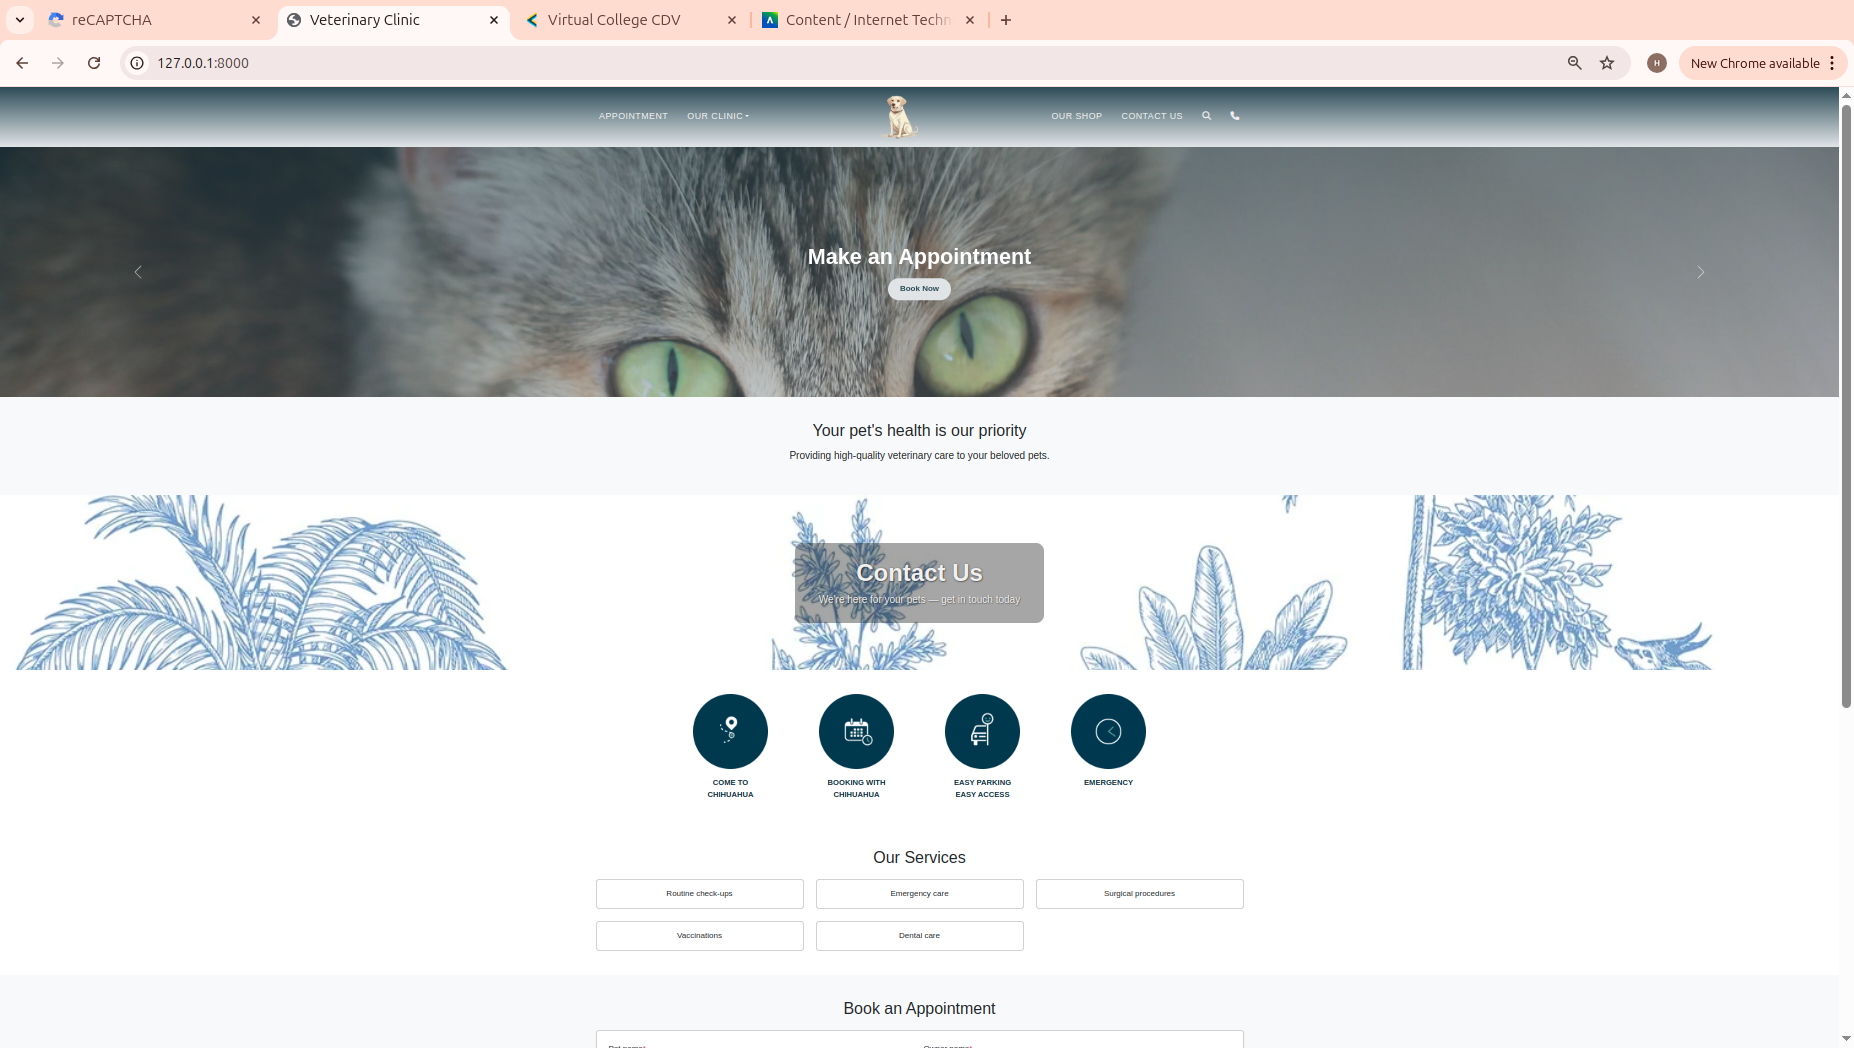 reCAPTCHA
Veterinary Clinic
Virtual College CDV
Content / Internet Techn
127.0.0.1:8000
H
New Chrome available
APPOINTMENT
OUR CLINIC
OUR SHOP
CONTACT US
Make an Appointment
Book Now
Your pet's health is our priority
Providing high-quality veterinary care to your beloved pets.
Contact Us
We're here for your pets — get in touch today
COME TO
CHIHUAHUA
BOOKING WITH
CHIHUAHUA
EASY PARKING
EASY ACCESS
EMERGENCY
Our Services
Routine check-ups
Emergency care
Surgical procedures
Vaccinations
Dental care
Book an Appointment
Pet name*
Owner name*